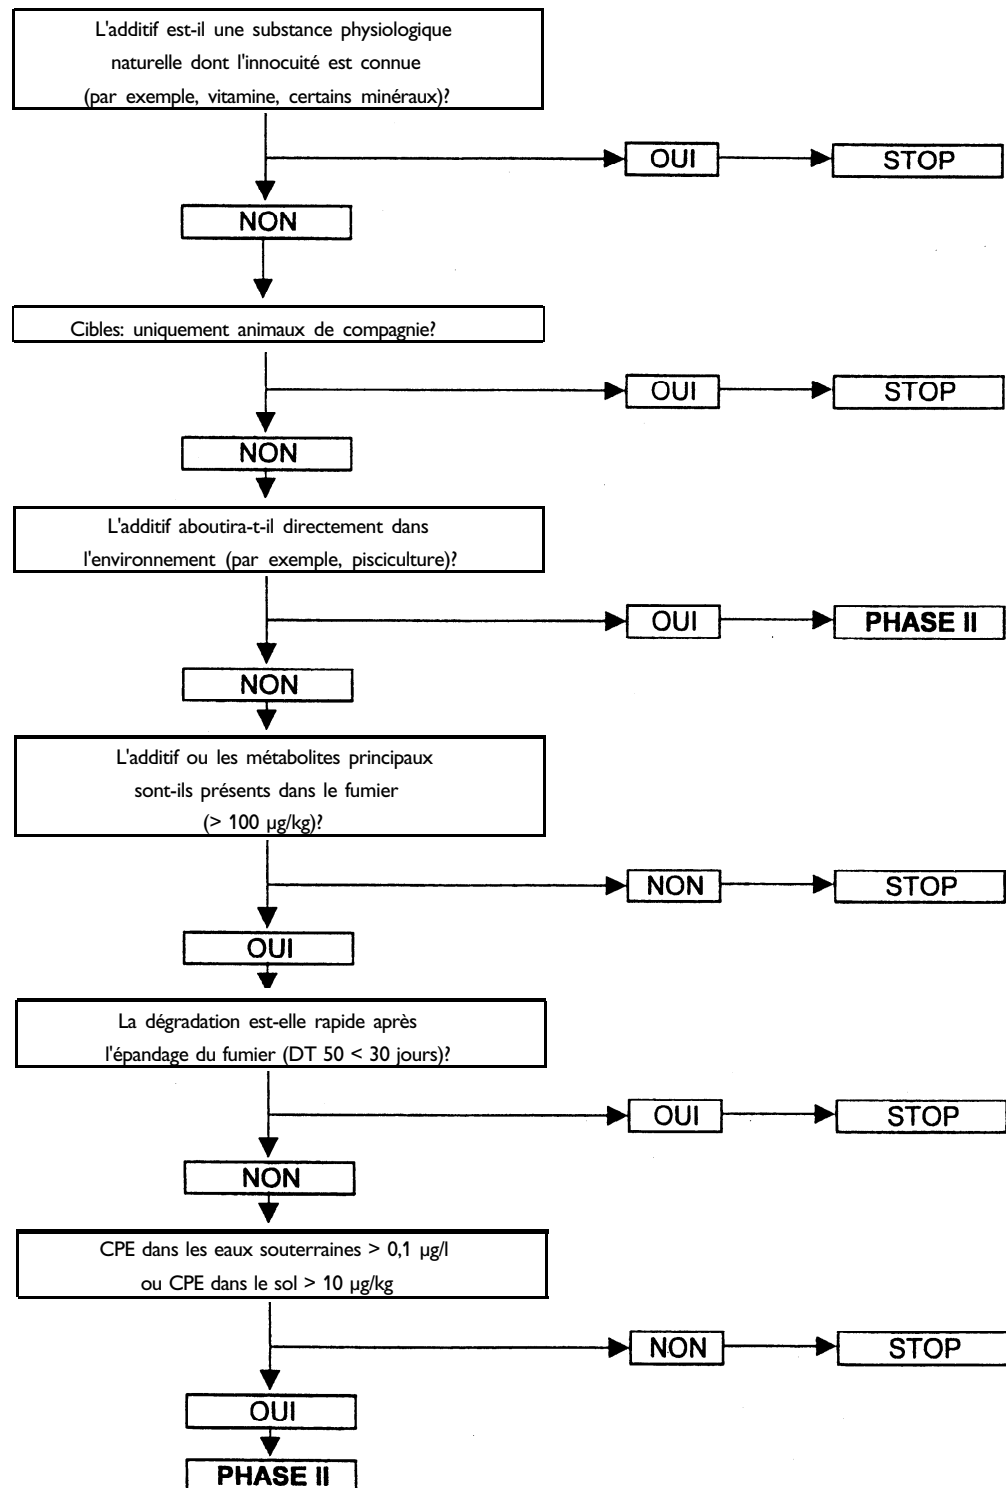 L'additif est-il une substance physiologique
naturelle dont l'innocuité est connue
(par exemple, vitamine, certains minéraux)?
OUI
STOP
NON
Cibles: uniquement animaux de compagnie?
OUI
STOP
NON
L'additif aboutira-t-il directement dans
l'environnement (par exemple, pisciculture)?
OUI
PHASE II
NON
L'additif ou les métabolites principaux
sont-ils présents dans le fumier
(> 100 µg/kg)?
NON
STOP
OUI
La dégradation est-elle rapide après
l'épandage du fumier (DT 50 < 30 jours)?
OUI
STOP
NON
CPE dans les eaux souterraines > 0,1 µg/l
ou CPE dans le sol > 10 µg/kg
NON
STOP
OUI
PHASE II